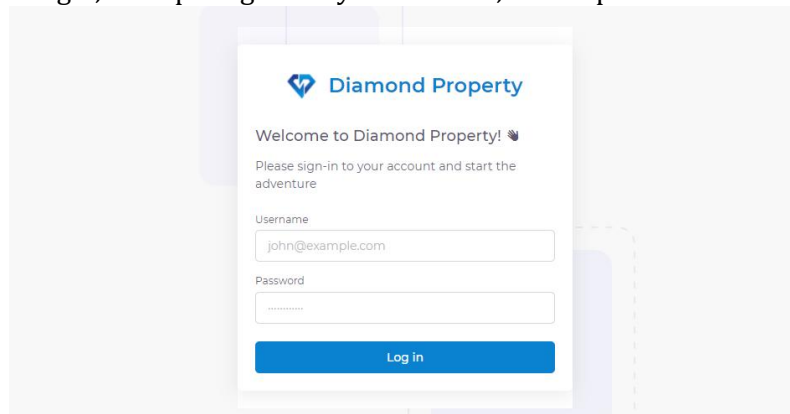 Diamond Property
Welcome to Diamond Property! 👋
Please sign-in to your account and start the
adventure
Username
john@example.com
Password
············
Log in